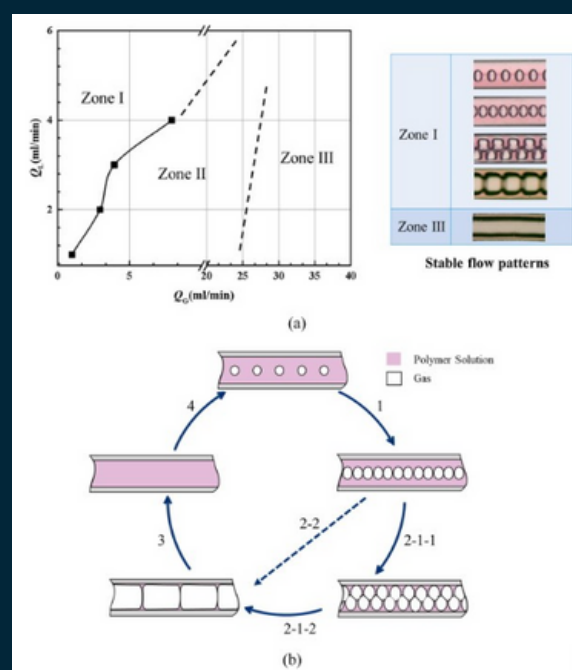 6
4
2
Q_L(ml/min)
Zone I
Zone II
Zone III
0 5 20 25 30 35 40
Q_G(ml/min)
Zone I
Zone III
Stable flow patterns
(a)
Polymer Solution
Gas
4
1
2-2
2-1-1
3
2-1-2
(b)